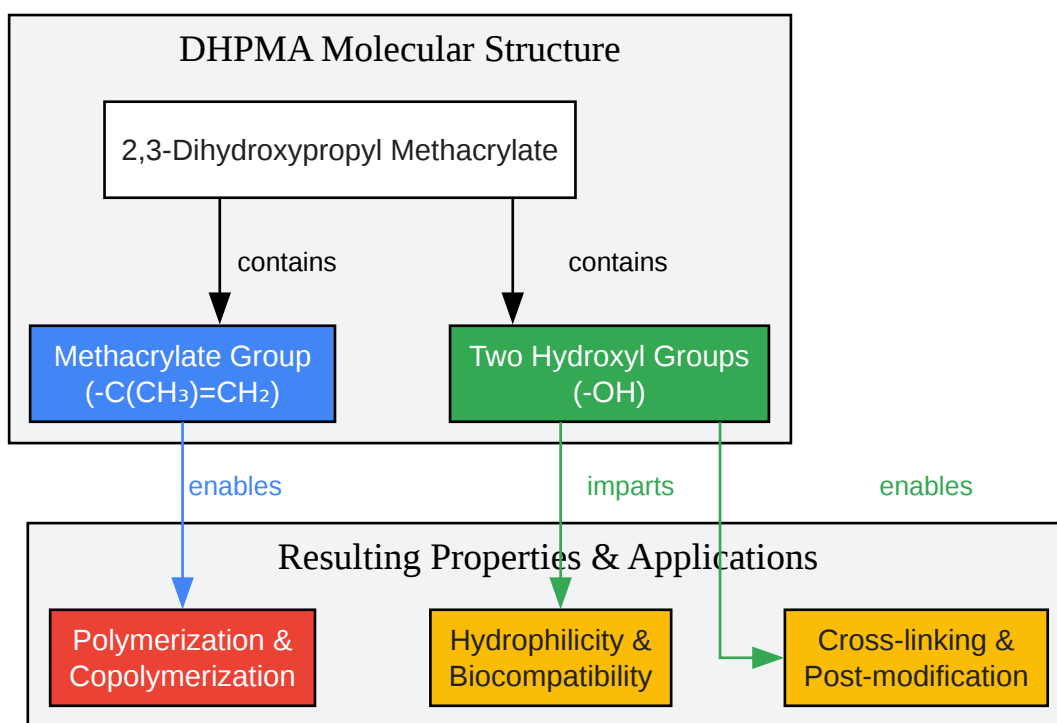 DHPMA Molecular Structure
2,3-Dihydroxypropyl Methacrylate
contains
contains
Methacrylate Group
(-C(CH₃)=CH₂)
Two Hydroxyl Groups
(-OH)
enables
imparts
enables
Resulting Properties & Applications
Polymerization &
Copolymerization
Hydrophilicity &
Biocompatibility
Cross-linking &
Post-modification